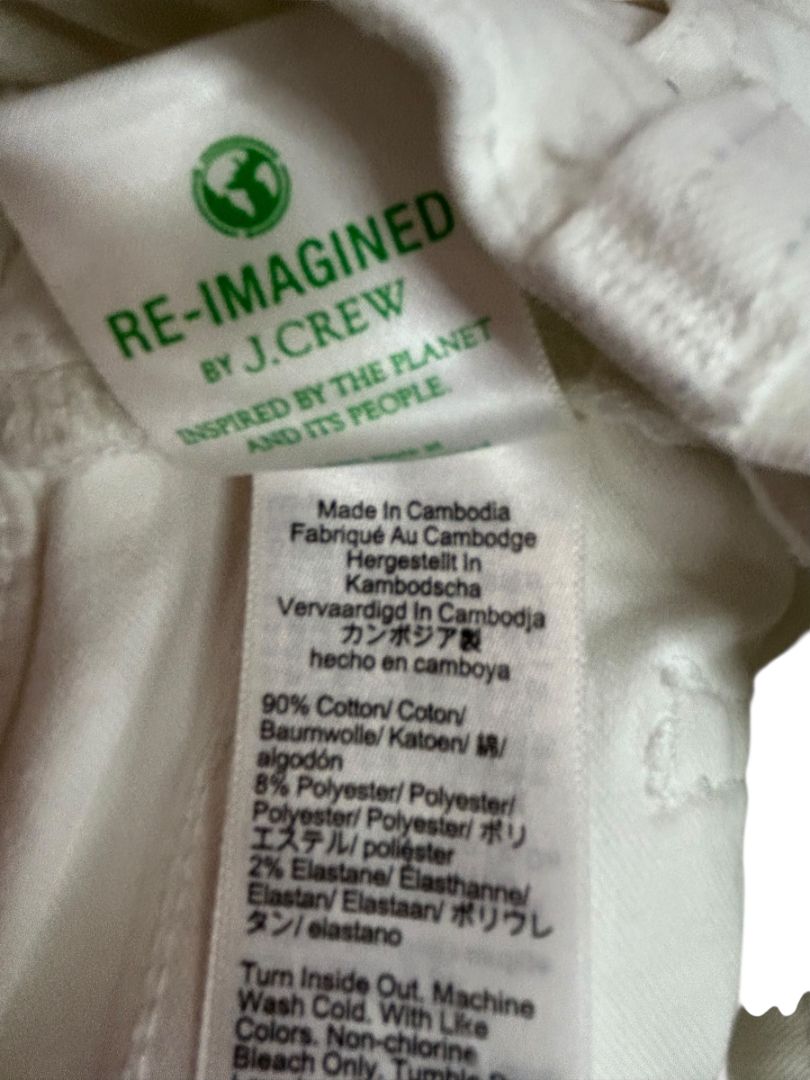 RE-IMAGINED
BY J.CREW
INSPIRED BY THE PLANET
AND ITS PEOPLE.
Made In Cambodia
Fabriqué Au Cambodge
Hergestellt In
Kambodscha
Vervaardigd In Cambodja
カンボジア製
hecho en camboya
90% Cotton/ Coton/
Baumwolle/ Katoen/ 綿/
algodón
8% Polyester/ Polyester/
Polyester/ Polyester/ ポリ
エステル/ poliéster
2% Elastane/ Élasthanne/
Elastan/ Elastaan/ ポリウレ
タン/ elastano
Turn Inside Out. Machine
Wash Cold. With Like
Colors. Non-chlorine
Bleach Only. Tumble